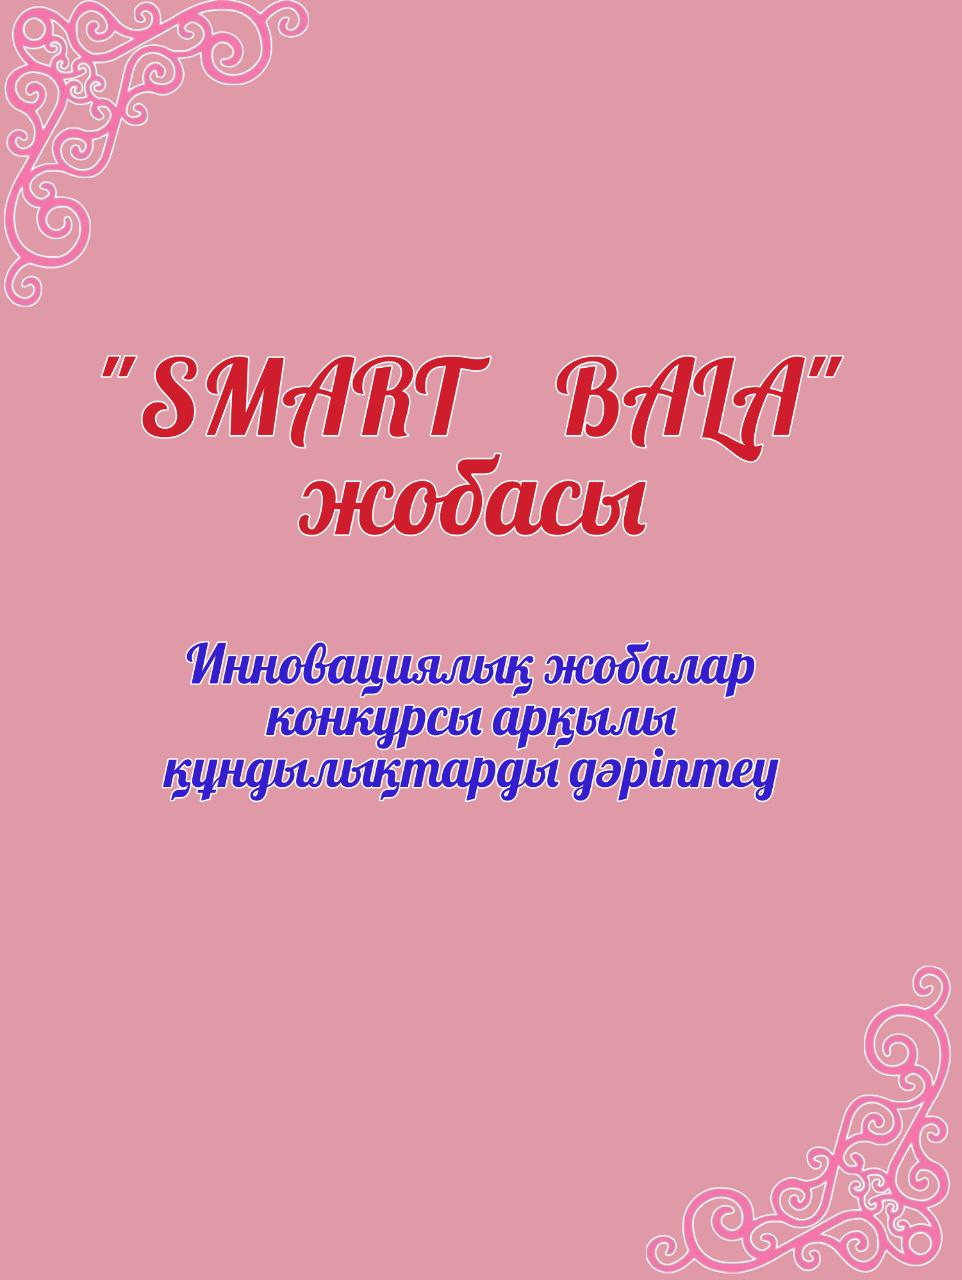 "SMART BALA"
жобасы
Инновациялық жобалар
конкурсы арқылы
құндылықтарды дәріптеу